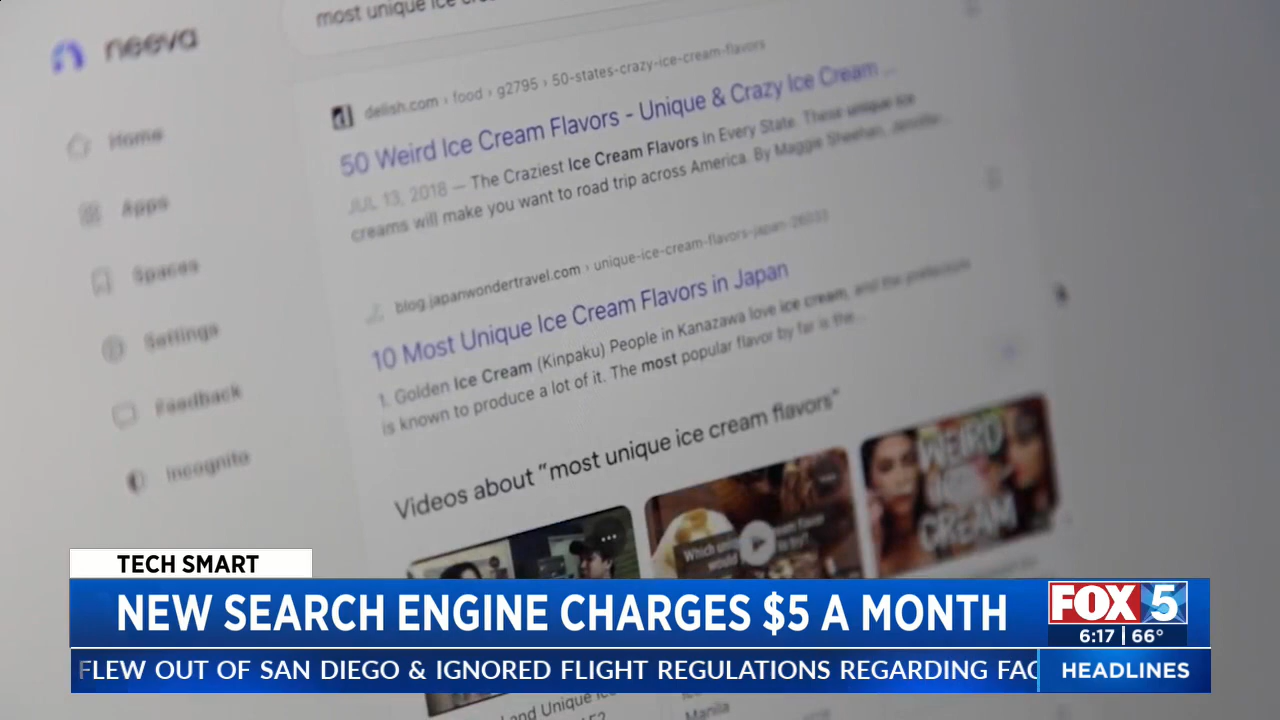 neeva
most unique ice
Home
Apps
Spaces
Settings
Feedback
Incognito
delish.com › food › g2795 › 50-states-crazy-ice-cream-flavors
50 Weird Ice Cream Flavors - Unique & Crazy Ice Cream ...
JUL 13, 2018 — The Craziest Ice Cream Flavors In Every State. These unique ice
creams will make you want to road trip across America. By Maggie Sheehan,
blog.japanwondertravel.com › unique-ice-cream-flavors-japan-
10 Most Unique Ice Cream Flavors in Japan
1. Golden Ice Cream (Kinpaku) People in Kanazawa love ice cream, and the prefecture
is known to produce a lot of it. The most popular flavor by far is the...
Videos about "most unique ice cream flavors"
WEIRD
ICE
CREAM
Manila
TECH SMART
NEW SEARCH ENGINE CHARGES $5 A MONTH
FOX 5
6:17 | 66°
FLEW OUT OF SAN DIEGO & IGNORED FLIGHT REGULATIONS REGARDING
HEADLINES